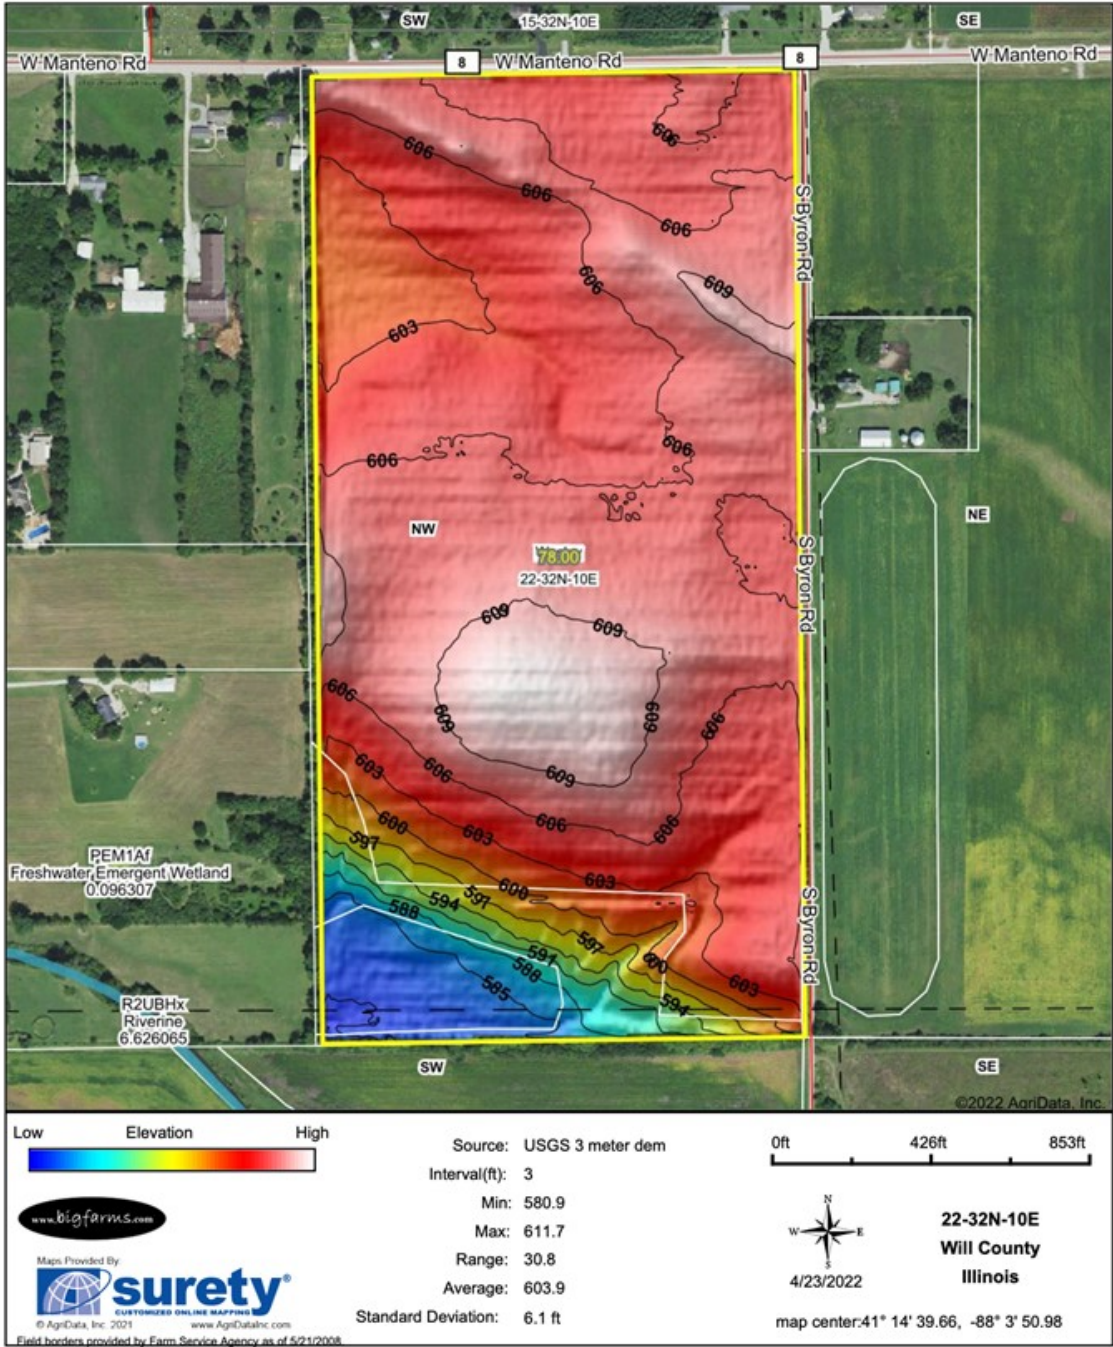 SW
15-32N-10E
SE
W Manteno Rd
8
W Manteno Rd
8
W Manteno Rd
606
606
606
606
S Byron Rd
606
609
603
606
606
NW
NE
78.00
22-32N-10E
S Byron Rd
609
609
606
609
609
606
603
606
609
600
606
606
597
603
PEM1Af
Freshwater Emergent Wetland
0.096307
600
603
597
594
588
S Byron Rd
597
591
600
588
603
585
594
R2UBHx
Riverine
6.626065
SW
SE
©2022 AgriData, Inc.
Low Elevation High
www.bigfarms.com
Maps Provided By:
surety®
CUSTOMIZED ONLINE MAPPING
© AgriData, Inc. 2021 www.AgriDataInc.com
Field borders provided by Farm Service Agency as of 5/21/2008.
Source: USGS 3 meter dem
Interval(ft): 3
Min: 580.9
Max: 611.7
Range: 30.8
Average: 603.9
Standard Deviation: 6.1 ft
0ft 426ft 853ft
N
W E
S
4/23/2022
22-32N-10E
Will County
Illinois
map center:41° 14' 39.66, -88° 3' 50.98